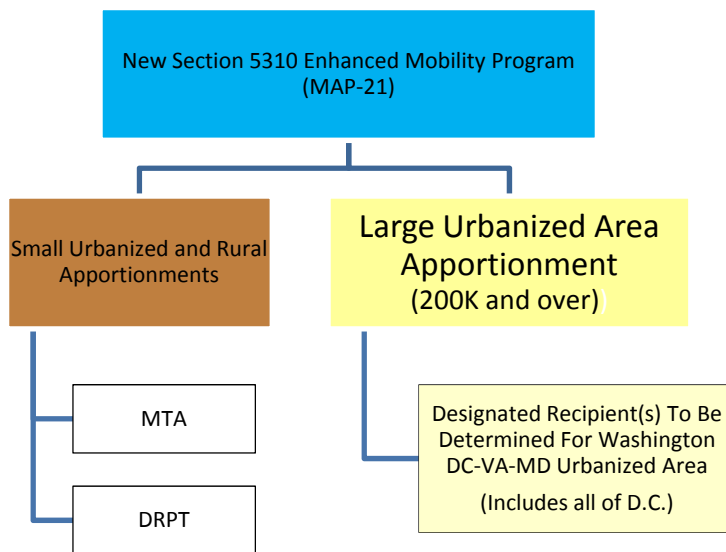 New Section 5310 Enhanced Mobility Program
(MAP-21)
Small Urbanized and Rural
Apportionments
Large Urbanized Area
Apportionment
(200K and over))
MTA
DRPT
Designated Recipient(s) To Be
Determined For Washington
DC-VA-MD Urbanized Area
(Includes all of D.C.)